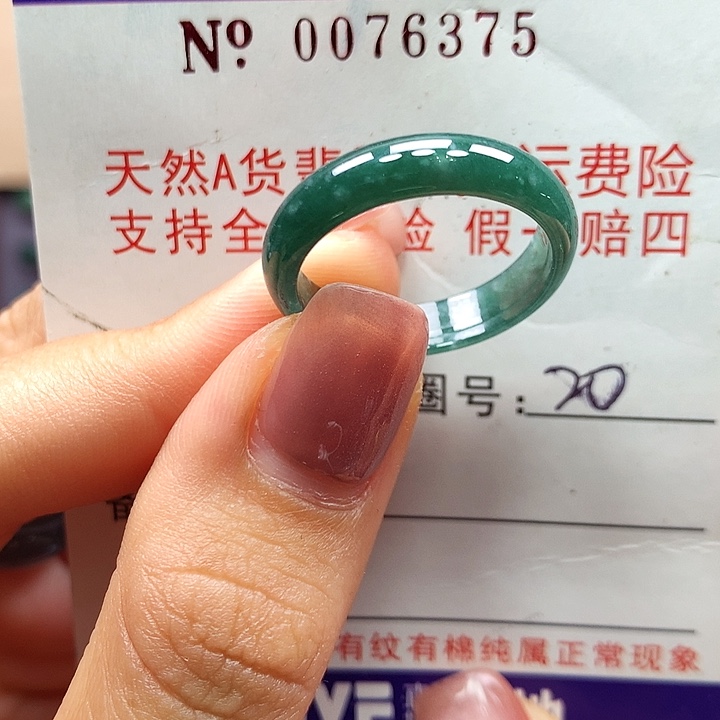 Nº. 0076375
天然A货 运费险
支持全 险 假一赔四
圈号:20
有纹有棉纯属正常现象